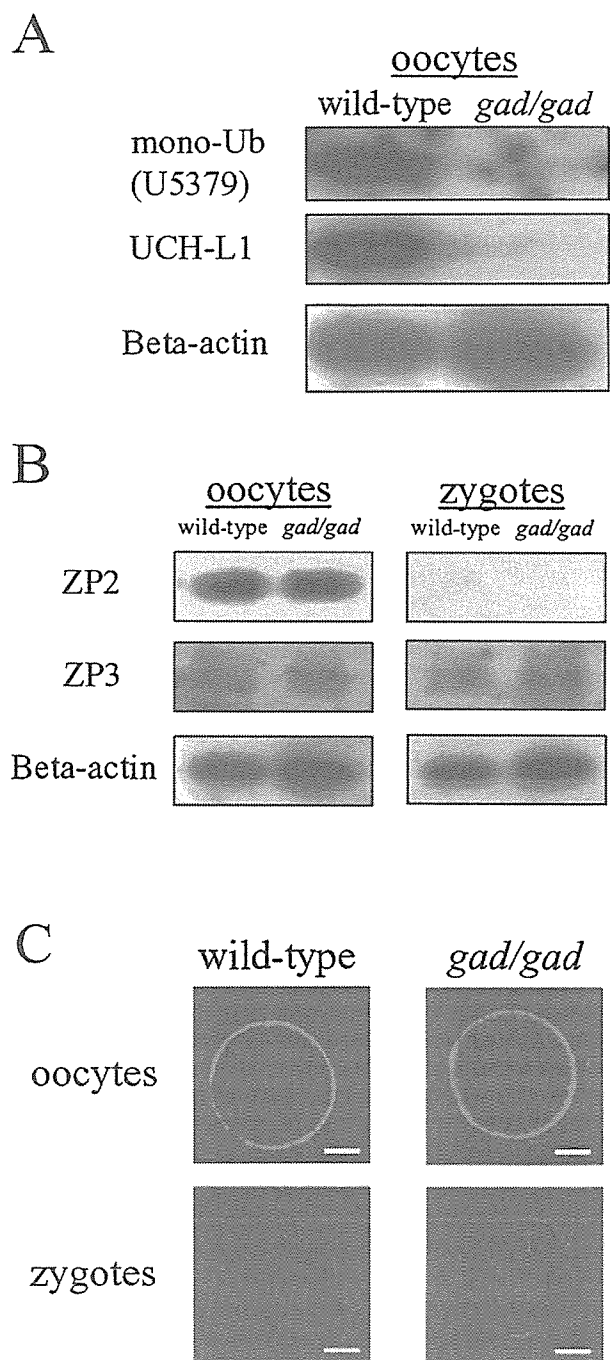 A
oocytes
wild-type gad/gad
mono-Ub
(U5379)
UCH-L1
Beta-actin
B
oocytes zygotes
wild-type gad/gad wild-type gad/gad
ZP2
ZP3
Beta-actin
C
wild-type gad/gad
oocytes
zygotes